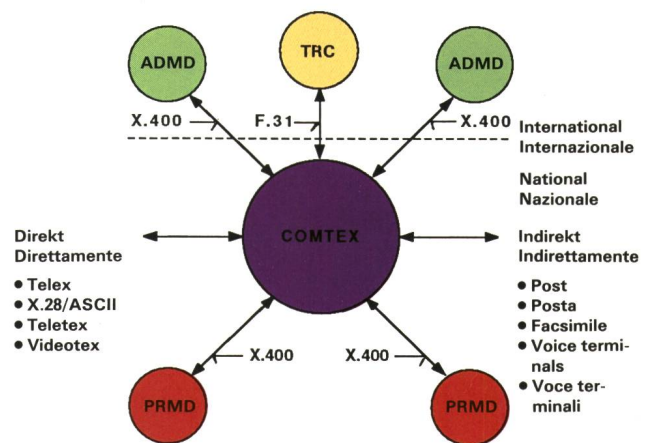 ADMD
TRC
ADMD
X.400
F.31
X.400
International
Internazionale
National
Nazionale
COMTEX
Direkt
Direttamente
• Telex
• X.28/ASCII
• Teletex
• Videotex
Indirekt
Indirettamente
• Post
• Posta
• Facsimile
• Voice termi-
nals
• Voce ter-
minali
X.400
X.400
PRMD
PRMD